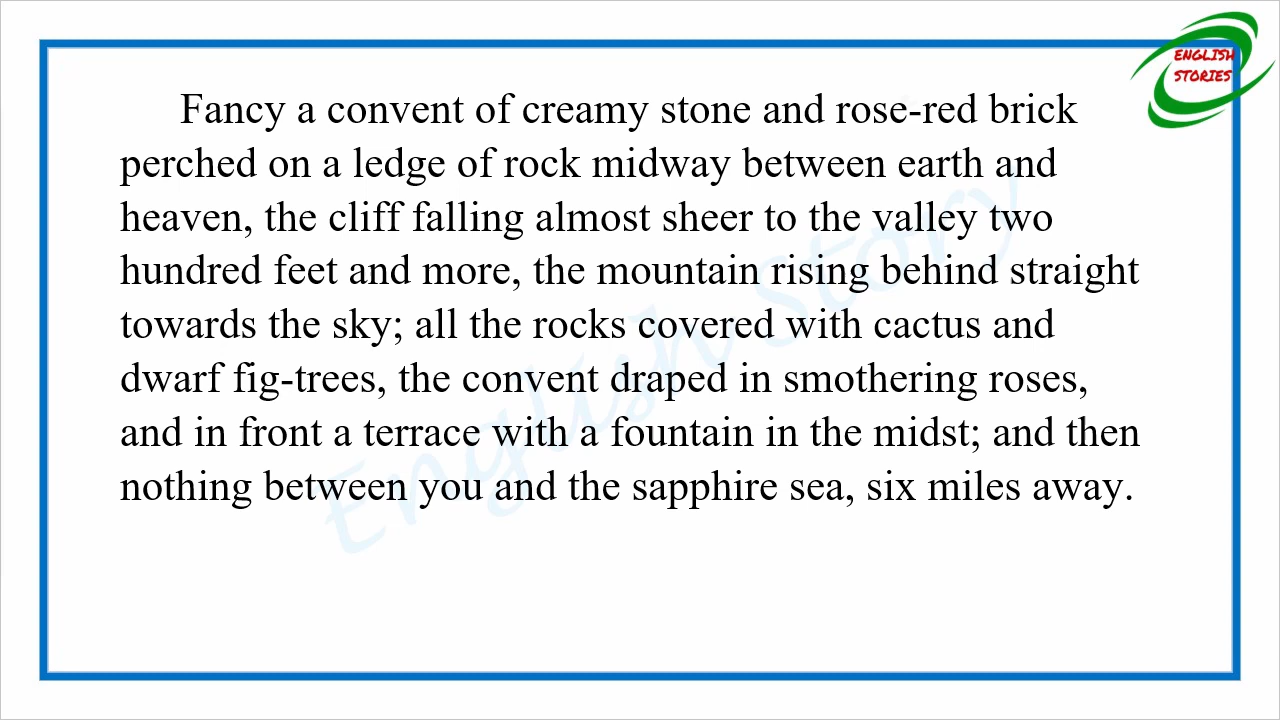 ENGLISH
STORIES
Fancy a convent of creamy stone and rose-red brick
perched on a ledge of rock midway between earth and
heaven, the cliff falling almost sheer to the valley two
hundred feet and more, the mountain rising behind straight
towards the sky; all the rocks covered with cactus and
dwarf fig-trees, the convent draped in smothering roses,
and in front a terrace with a fountain in the midst; and then
nothing between you and the sapphire sea, six miles away.
English Story